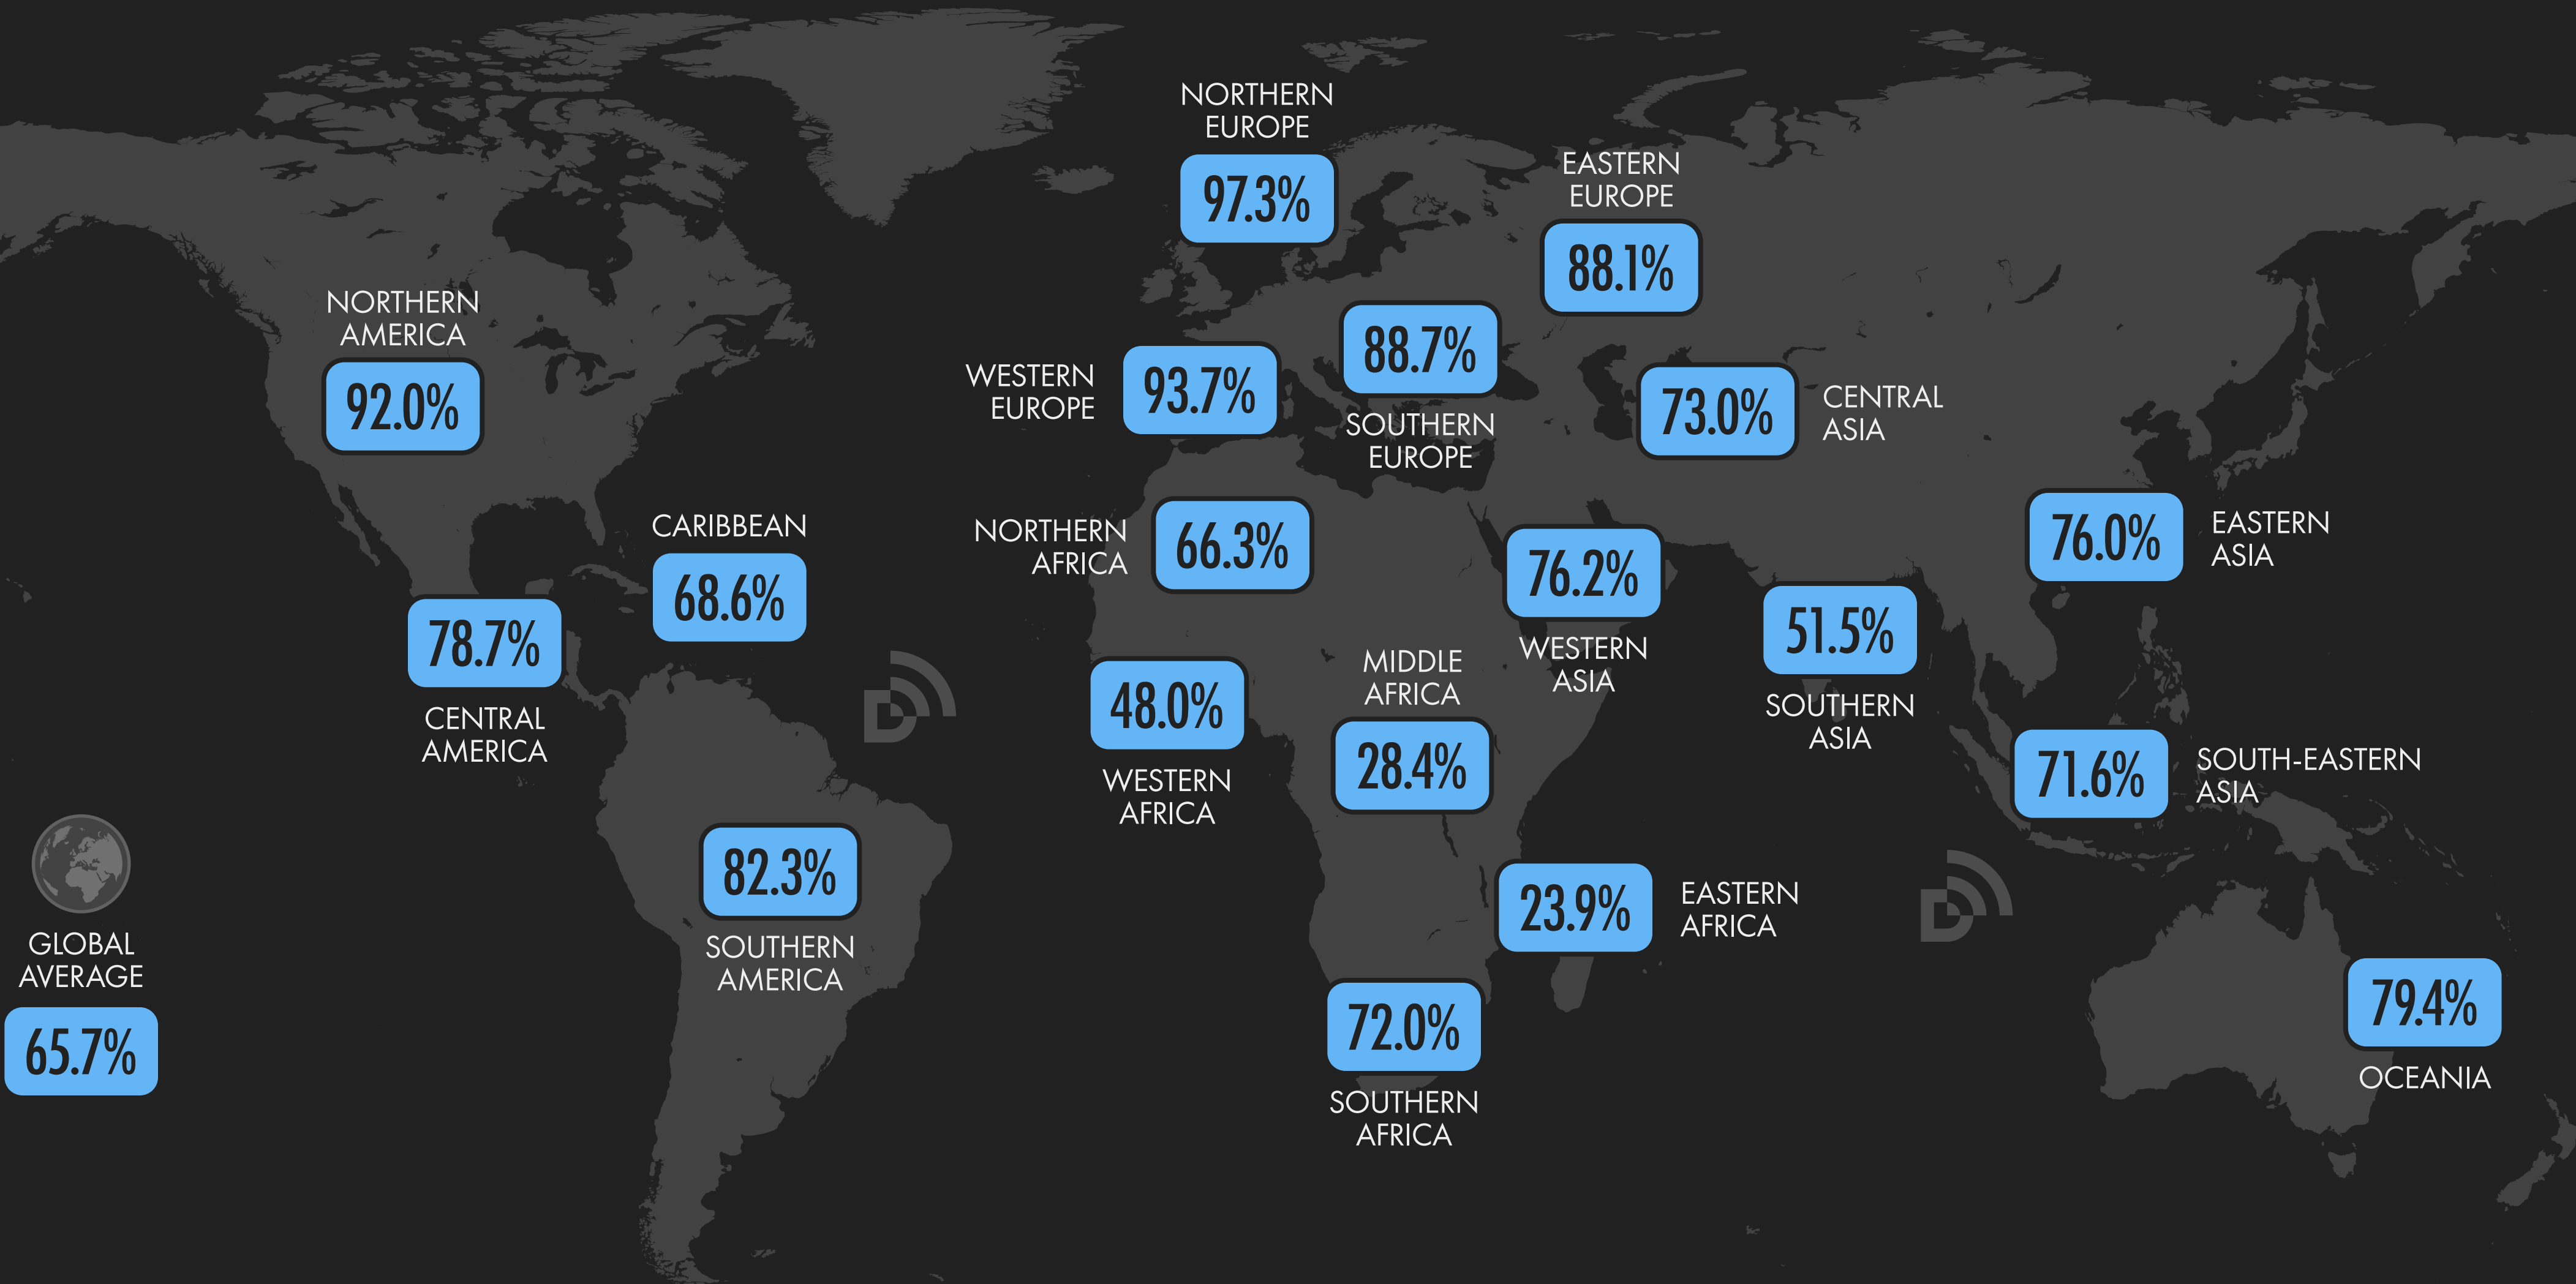 NORTHERN
EUROPE
97.3%
EASTERN
EUROPE
88.1%
NORTHERN
AMERICA
92.0%
WESTERN
EUROPE
93.7%
88.7%
SOUTHERN
EUROPE
73.0%
CENTRAL
ASIA
CARIBBEAN
68.6%
NORTHERN
AFRICA
66.3%
76.2%
WESTERN
ASIA
76.0%
EASTERN
ASIA
78.7%
CENTRAL
AMERICA
48.0%
WESTERN
AFRICA
MIDDLE
AFRICA
28.4%
51.5%
SOUTHERN
ASIA
71.6%
SOUTH-EASTERN
ASIA
82.3%
SOUTHERN
AMERICA
23.9%
EASTERN
AFRICA
GLOBAL
AVERAGE
65.7%
72.0%
SOUTHERN
AFRICA
79.4%
OCEANIA